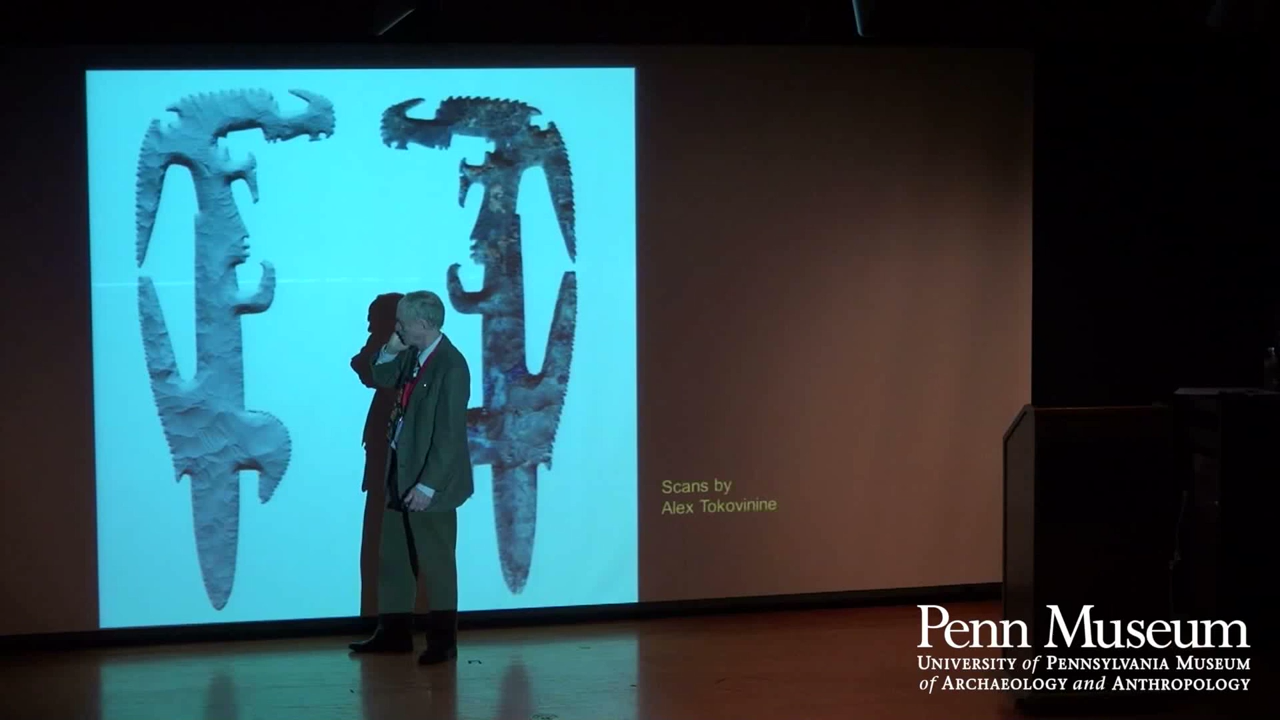 Scans by
Alex Tokovinine
Penn Museum
University of Pennsylvania Museum
of Archaeology and Anthropology